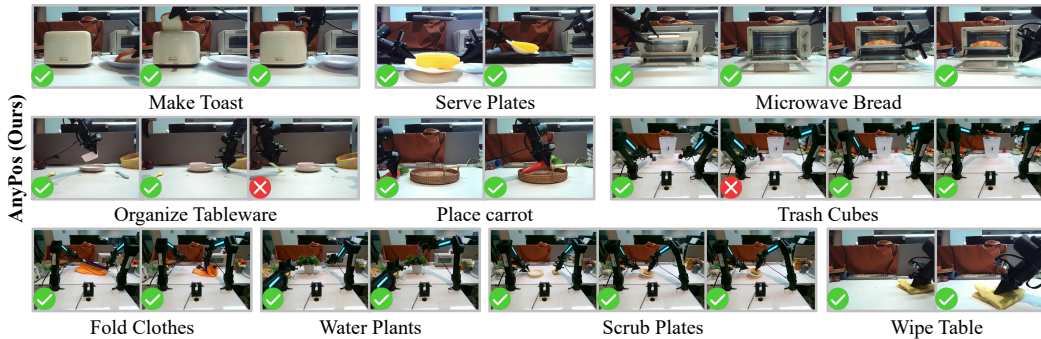 AnyPos (Ours)
Make Toast
Serve Plates
Microwave Bread
Organize Tableware
Place carrot
Trash Cubes
Fold Clothes
Water Plants
Scrub Plates
Wipe Table